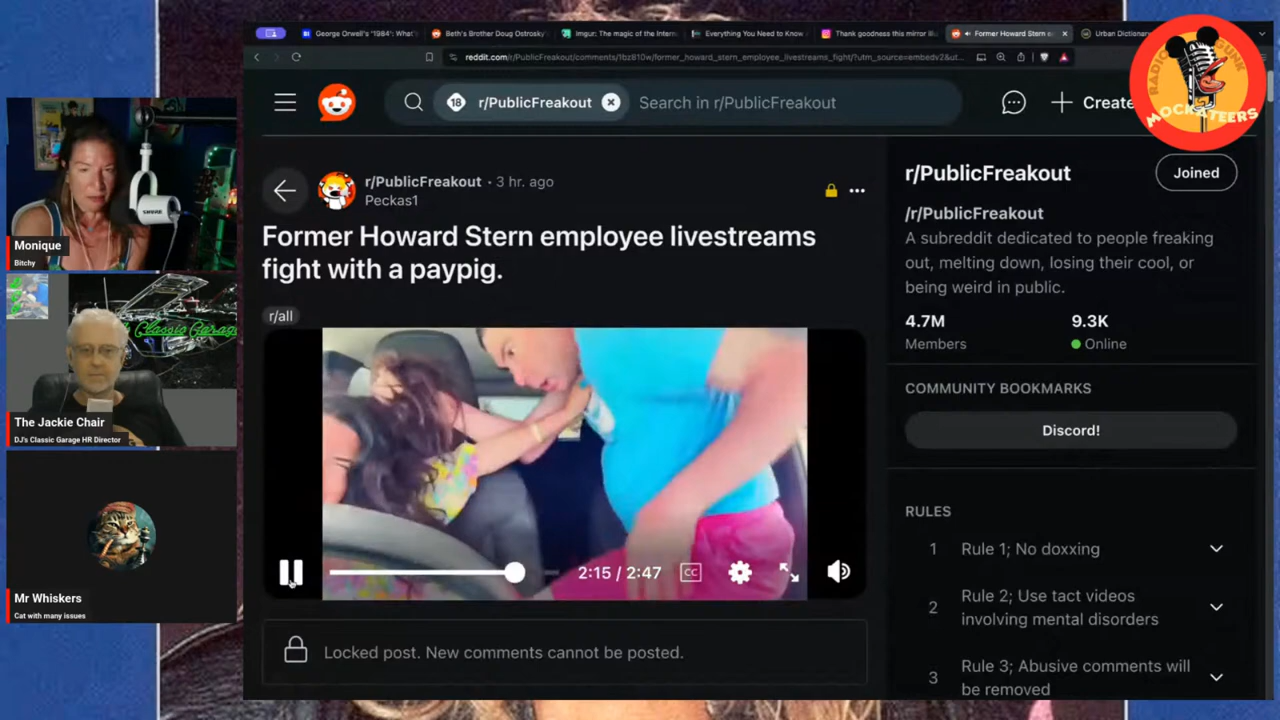 George Orwell's "1984": What'
Beth's Brother Doug Ostrosky
Imgur: The magic of the Intern
Everything You Need to Know
Thank goodness this mirror is
Former Howard Stern e
Urban Dictionary
reddit.com/r/PublicFreakout/comments/1bz810w/former_howard_stern_employee_livestreams_fight/?utm_source=embedv2&ut...
RADIO GUNK
MOCKATEERS
18
r/PublicFreakout
Search in r/PublicFreakout
Create
r/PublicFreakout • 3 hr. ago
Peckas1
Former Howard Stern employee livestreams
fight with a paypig.
r/all
2:15 / 2:47
CC
Locked post. New comments cannot be posted.
r/PublicFreakout
Joined
/r/PublicFreakout
A subreddit dedicated to people freaking
out, melting down, losing their cool, or
being weird in public.
4.7M
Members
9.3K
Online
COMMUNITY BOOKMARKS
Discord!
RULES
1 Rule 1; No doxxing
2 Rule 2; Use tact videos
involving mental disorders
3 Rule 3; Abusive comments will
be removed
SHURE
Monique
Bitchy
Classic Garage
The Jackie Chair
DJ's Classic Garage HR Director
Mr Whiskers
Cat with many issues